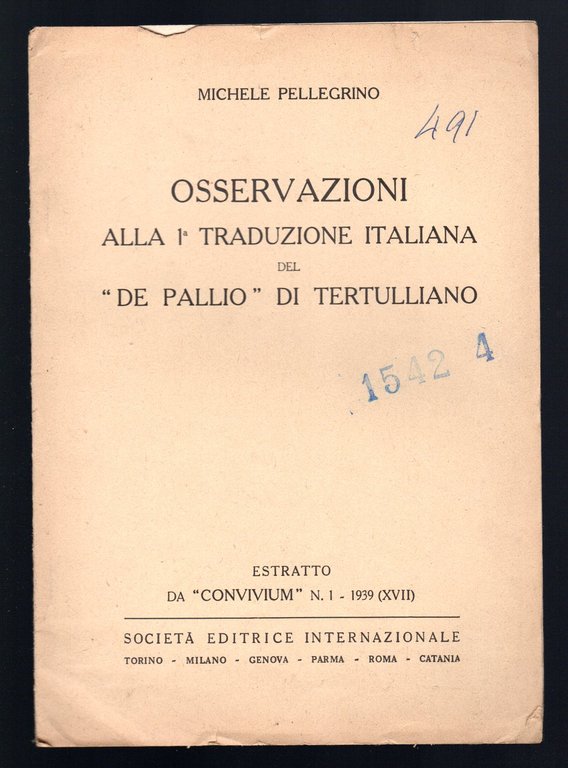 MICHELE PELLEGRINO
491
OSSERVAZIONI
ALLA 1ª TRADUZIONE ITALIANA
DEL
“DE PALLIO” DI TERTULLIANO
1542 4
ESTRATTO
DA “CONVIVIUM” N. 1 - 1939 (XVII)
SOCIETÀ EDITRICE INTERNAZIONALE
TORINO - MILANO - GENOVA - PARMA - ROMA - CATANIA